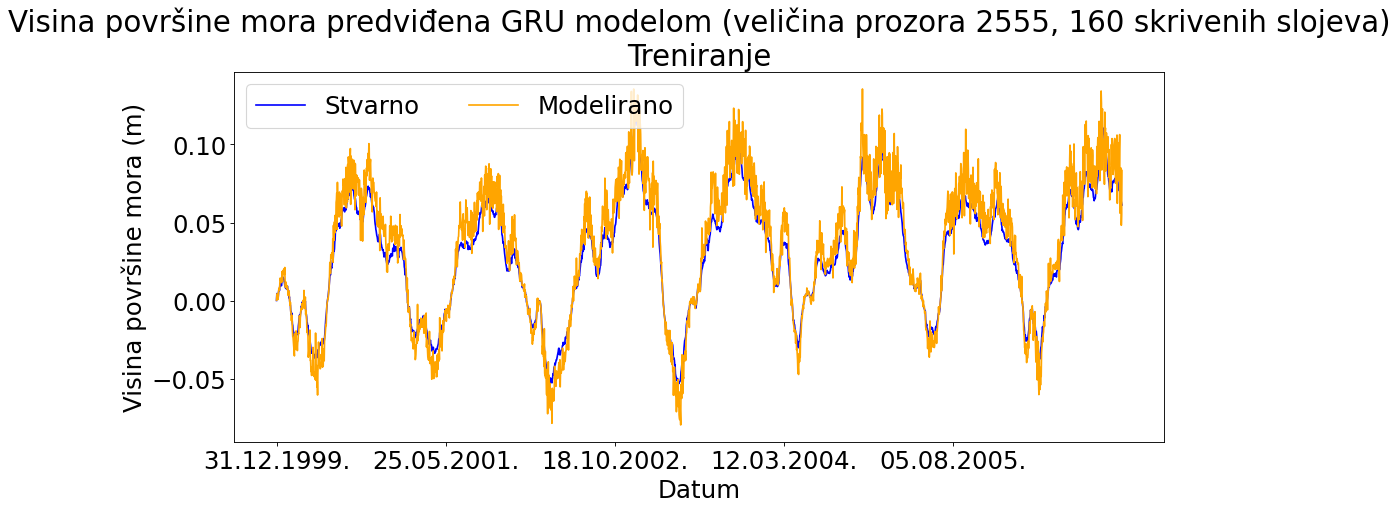 Visina površine mora predviđena GRU modelom (veličina prozora 2555, 160 skrivenih slojeva)
Treniranje
Stvarno
Modelirano
Visina površine mora (m)
0.10
0.05
0.00
−0.05
31.12.1999.
25.05.2001.
18.10.2002.
12.03.2004.
05.08.2005.
Datum